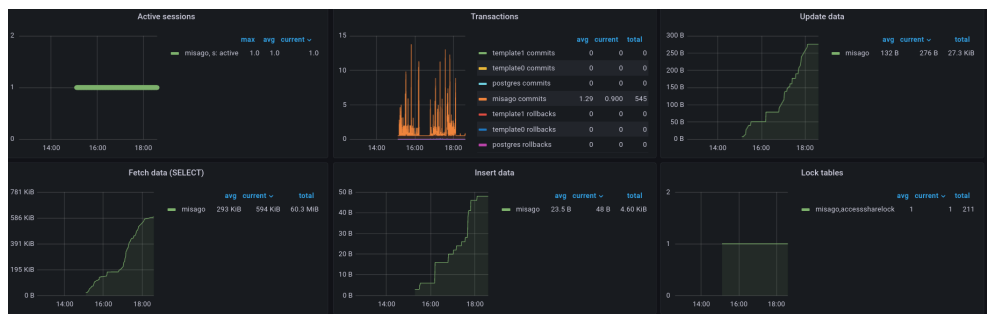 Active sessions
2
1
0
14:00 16:00 18:00
max avg current
misago, s: active 1.0 1.0 1.0
Transactions
15
10
5
0
14:00 16:00 18:00
avg current total
template1 commits 0 0 0
template0 commits 0 0 0
postgres commits 0 0 0
misago commits 1.29 0.900 545
template1 rollbacks 0 0 0
template0 rollbacks 0 0 0
postgres rollbacks 0 0 0
Update data
300 B
250 B
200 B
150 B
100 B
50 B
0 B
14:00 16:00 18:00
avg current total
misago 132 B 276 B 27.3 KiB
Fetch data (SELECT)
781 KiB
586 KiB
391 KiB
195 KiB
0 B
14:00 16:00 18:00
avg current total
misago 293 KiB 594 KiB 60.3 MiB
Insert data
50 B
40 B
30 B
20 B
10 B
0 B
14:00 16:00 18:00
avg current total
misago 23.5 B 48 B 4.60 KiB
Lock tables
2
1
0
14:00 16:00 18:00
avg current total
misago,accesssharelock 1 1 211